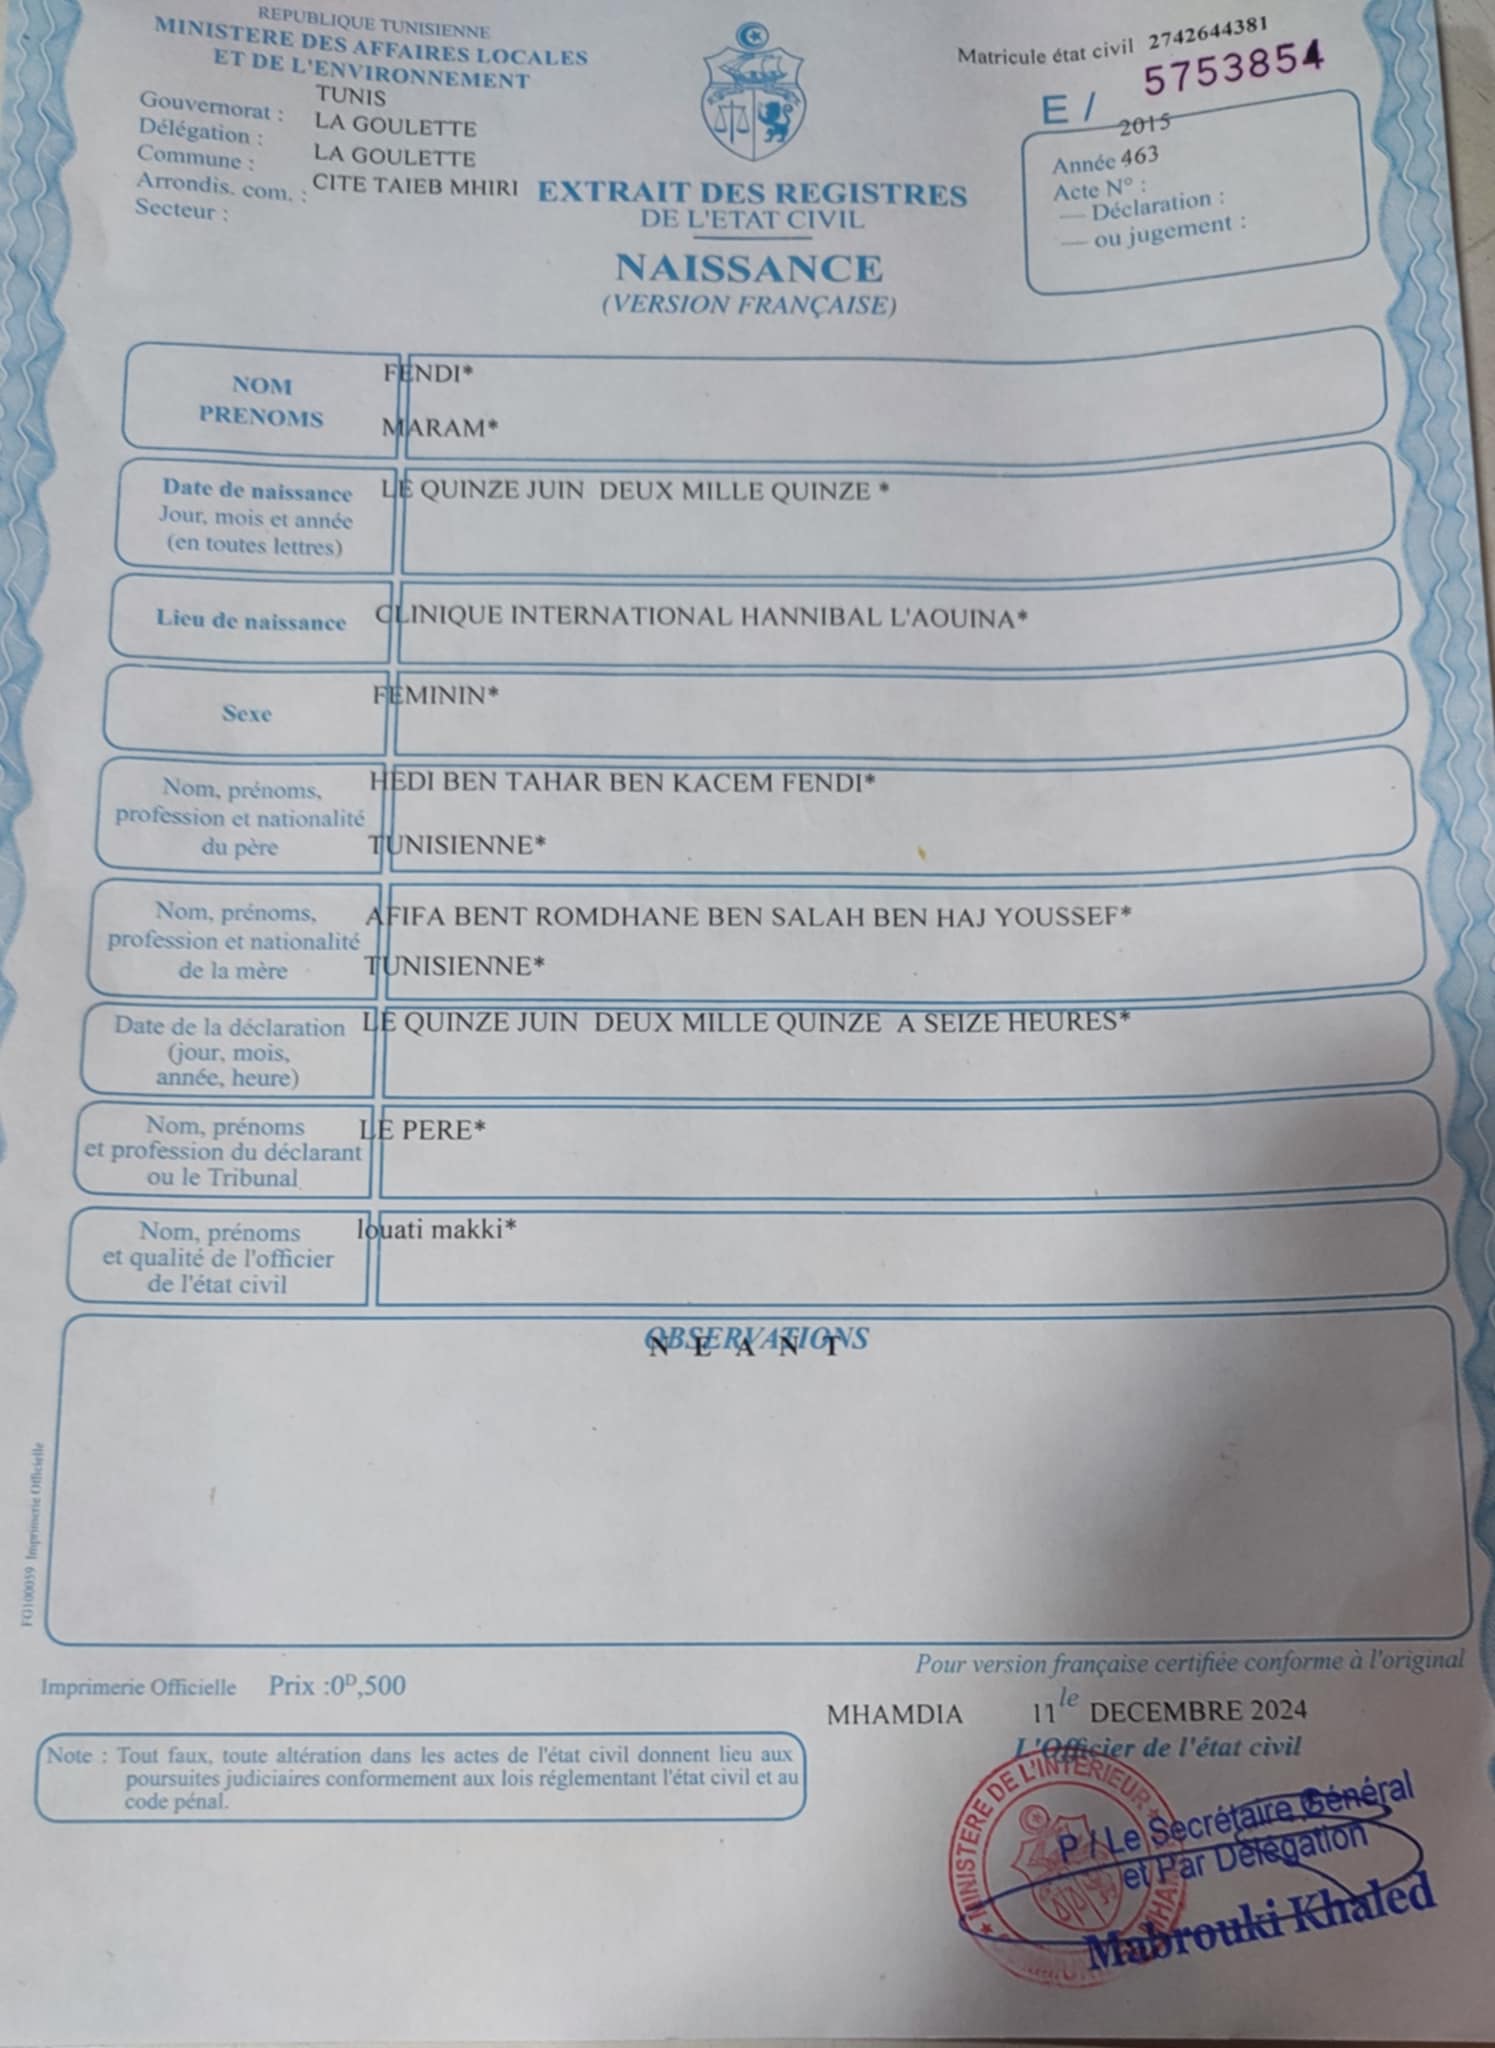 REPUBLIQUE TUNISIENNE
MINISTERE DES AFFAIRES LOCALES
ET DE L'ENVIRONNEMENT
Gouvernorat : TUNIS
Délégation : LA GOULETTE
Commune : LA GOULETTE
Arrondis. com. : CITE TAIEB MHIRI
Secteur :
Matricule état civil 2742644381
E / 5753854
2015
Année 463
Acte N° :
— Déclaration :
— ou jugement :
EXTRAIT DES REGISTRES
DE L'ETAT CIVIL
NAISSANCE
(VERSION FRANÇAISE)
NOM FENDI*
PRENOMS MARAM*
Date de naissance LE QUINZE JUIN DEUX MILLE QUINZE *
Jour, mois et année
(en toutes lettres)
Lieu de naissance CLINIQUE INTERNATIONAL HANNIBAL L'AOUINA*
Sexe FEMININ*
Nom, prénoms, HEDI BEN TAHAR BEN KACEM FENDI*
profession et nationalité
du père TUNISIENNE*
Nom, prénoms, AFIFA BENT ROMDHANE BEN SALAH BEN HAJ YOUSSEF*
profession et nationalité
de la mère TUNISIENNE*
Date de la déclaration LE QUINZE JUIN DEUX MILLE QUINZE A SEIZE HEURES*
(jour, mois,
année, heure)
Nom, prénoms LE PERE*
et profession du déclarant
ou le Tribunal
Nom, prénoms louati makki*
et qualité de l'officier
de l'état civil
OBSERVATIONS
N E A N T
FG100059 Imprimerie Officielle
Imprimerie Officielle Prix :0D,500
Pour version française certifiée conforme à l'original
MHAMDIA le 11 DECEMBRE 2024
L'Officier de l'état civil
Note : Tout faux, toute altération dans les actes de l'état civil donnent lieu aux
poursuites judiciaires conformement aux lois réglementant l'état civil et au
code pénal.
MINISTERE DE L'INTERIEUR
P / Le Secrétaire Général
et Par Délégation
Mabrouki Khaled